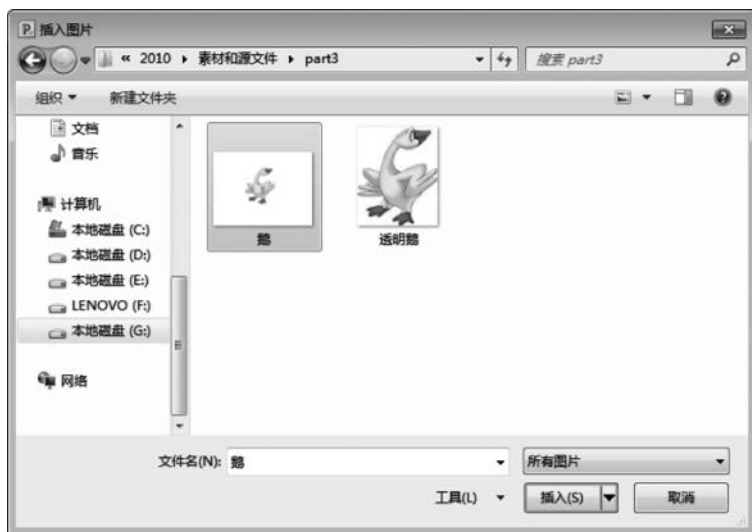 插入图片
« 2010 ▸ 素材和源文件 ▸ part3
搜索 part3
组织
新建文件夹
文档
音乐
计算机
本地磁盘 (C:)
本地磁盘 (D:)
本地磁盘 (E:)
LENOVO (F:)
本地磁盘 (G:)
网络
鹅
透明鹅
文件名(N): 鹅
所有图片
工具(L)
插入(S)
取消